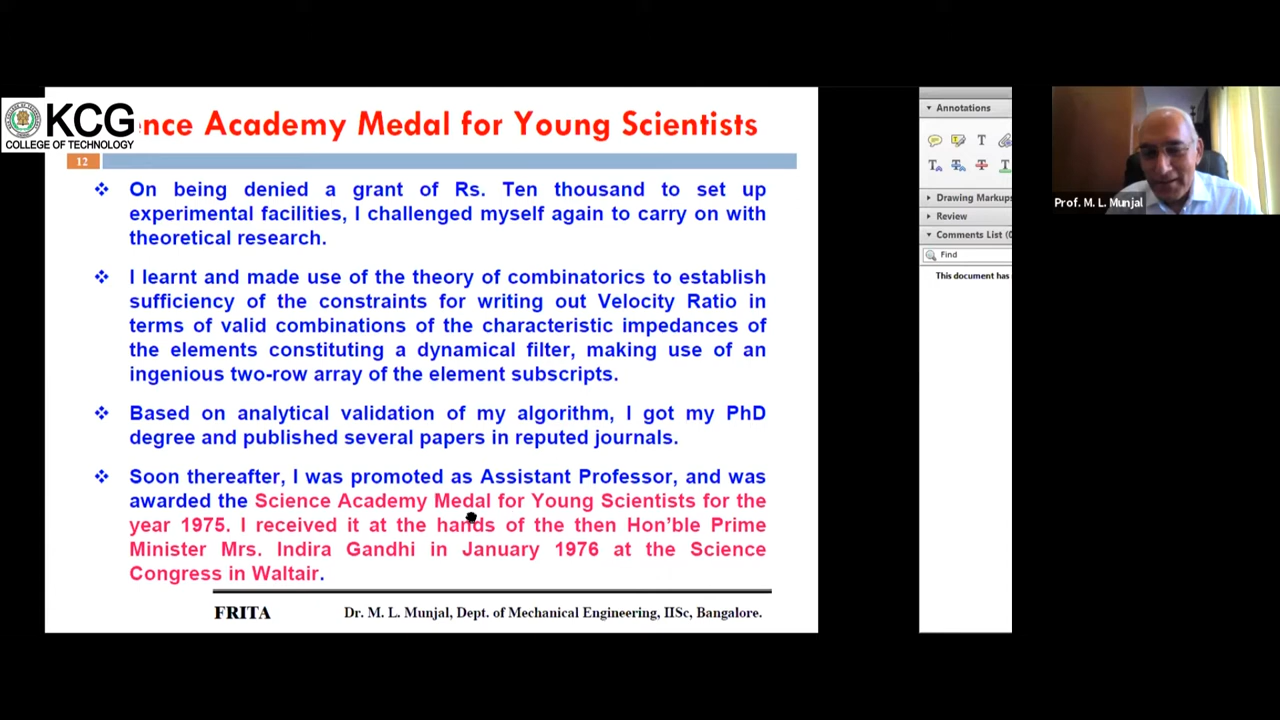 KCG
COLLEGE OF TECHNOLOGY
ence Academy Medal for Young Scientists
12
❖ On being denied a grant of Rs. Ten thousand to set up
experimental facilities, I challenged myself again to carry on with
theoretical research.
❖ I learnt and made use of the theory of combinatorics to establish
sufficiency of the constraints for writing out Velocity Ratio in
terms of valid combinations of the characteristic impedances of
the elements constituting a dynamical filter, making use of an
ingenious two-row array of the element subscripts.
❖ Based on analytical validation of my algorithm, I got my PhD
degree and published several papers in reputed journals.
❖ Soon thereafter, I was promoted as Assistant Professor, and was
awarded the Science Academy Medal for Young Scientists for the
year 1975. I received it at the hands of the then Hon’ble Prime
Minister Mrs. Indira Gandhi in January 1976 at the Science
Congress in Waltair.
FRITA Dr. M. L. Munjal, Dept. of Mechanical Engineering, IISc, Bangalore.
Annotations
Drawing Markups
Review
Comments List (0
Find
This document has
Prof. M. L. Munjal